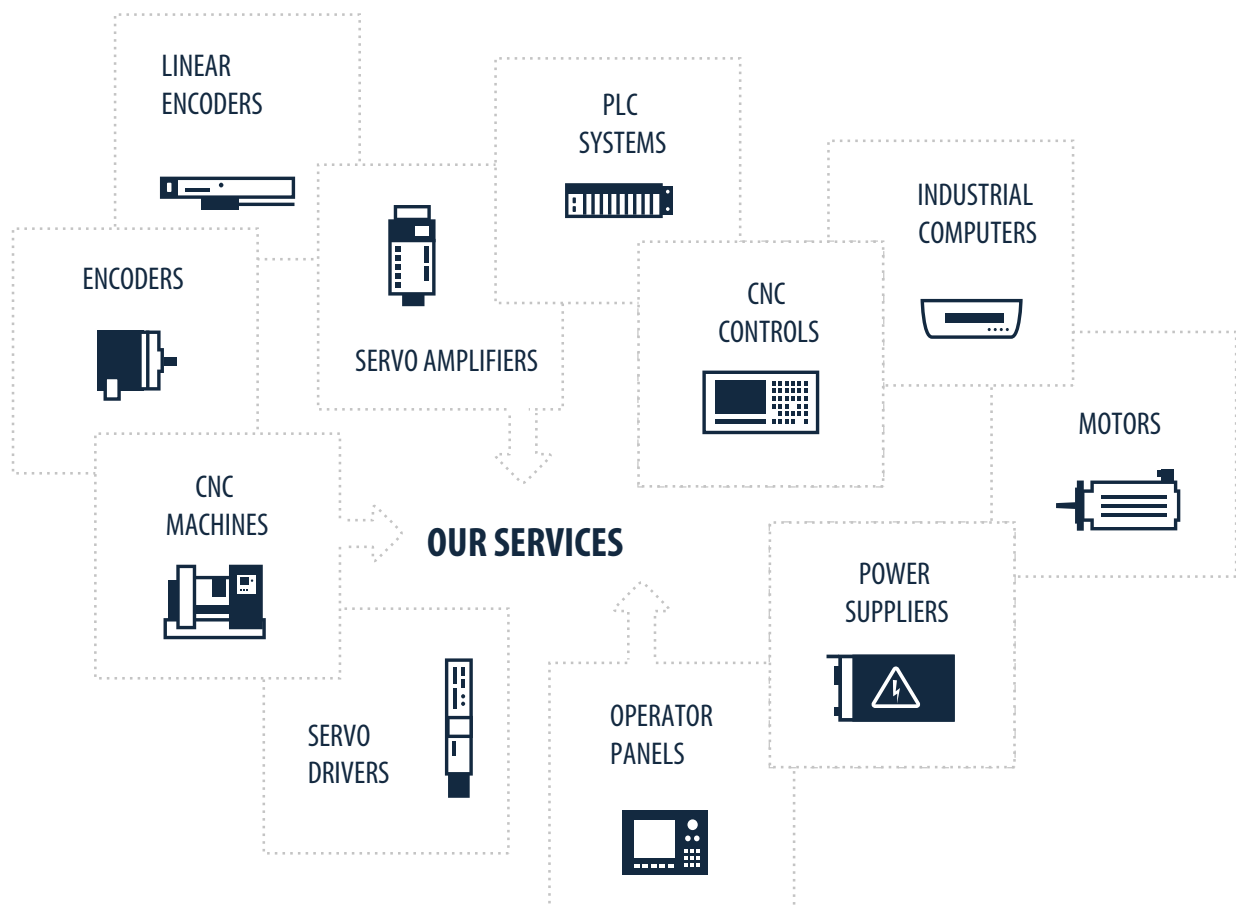 LINEAR
ENCODERS
PLC
SYSTEMS
INDUSTRIAL
COMPUTERS
ENCODERS
CNC
CONTROLS
SERVO AMPLIFIERS
MOTORS
CNC
MACHINES
OUR SERVICES
POWER
SUPPLIERS
SERVO
DRIVERS
OPERATOR
PANELS